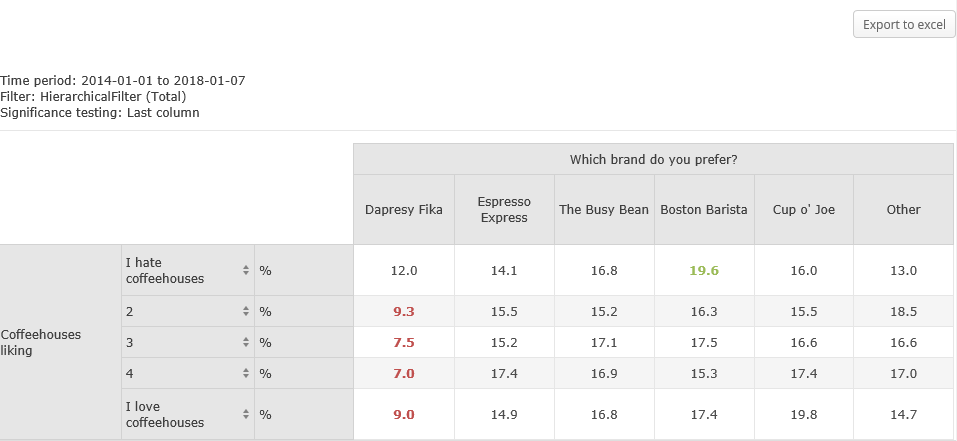 Export to excel
Time period: 2014-01-01 to 2018-01-07
Filter: HierarchicalFilter (Total)
Significance testing: Last column
Which brand do you prefer?
Dapresy Fika Espresso Express The Busy Bean Boston Barista Cup o' Joe Other
Coffeehouses liking
I hate coffeehouses % 12.0 14.1 16.8 19.6 16.0 13.0
2 % 9.3 15.5 15.2 16.3 15.5 18.5
3 % 7.5 15.2 17.1 17.5 16.6 16.6
4 % 7.0 17.4 16.9 15.3 17.4 17.0
I love coffeehouses % 9.0 14.9 16.8 17.4 19.8 14.7